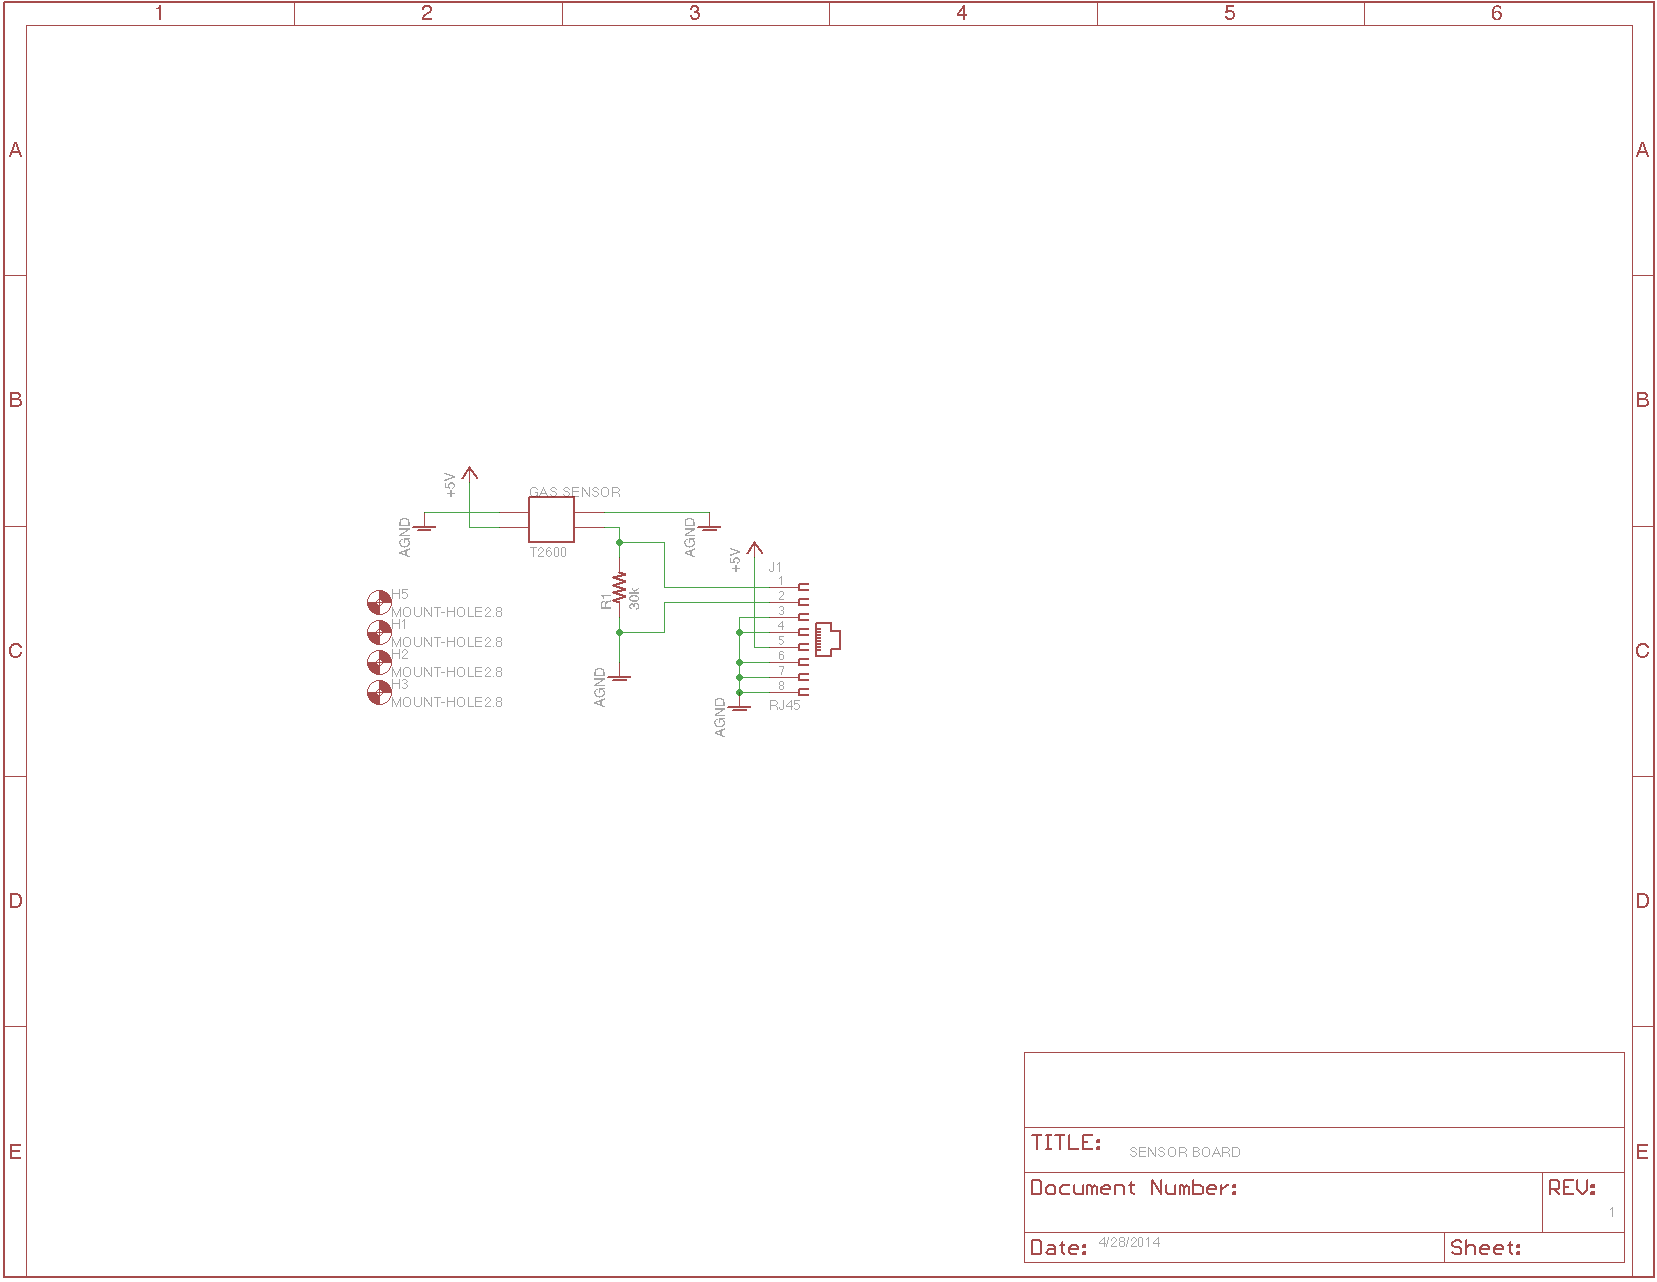 1 2 3 4 5 6
A A
B B
+5V
GAS SENSOR
AGND
AGND
T2600
+5V
J1
1
2
3
4
5
6
7
8
RJ45
R1
30k
AGND
AGND
H5
MOUNT-HOLE2.8
H1
MOUNT-HOLE2.8
H2
MOUNT-HOLE2.8
H3
MOUNT-HOLE2.8
C C
D D
E E
TITLE: SENSOR BOARD
Document Number:
REV:
1
Date: 4/28/2014
Sheet: